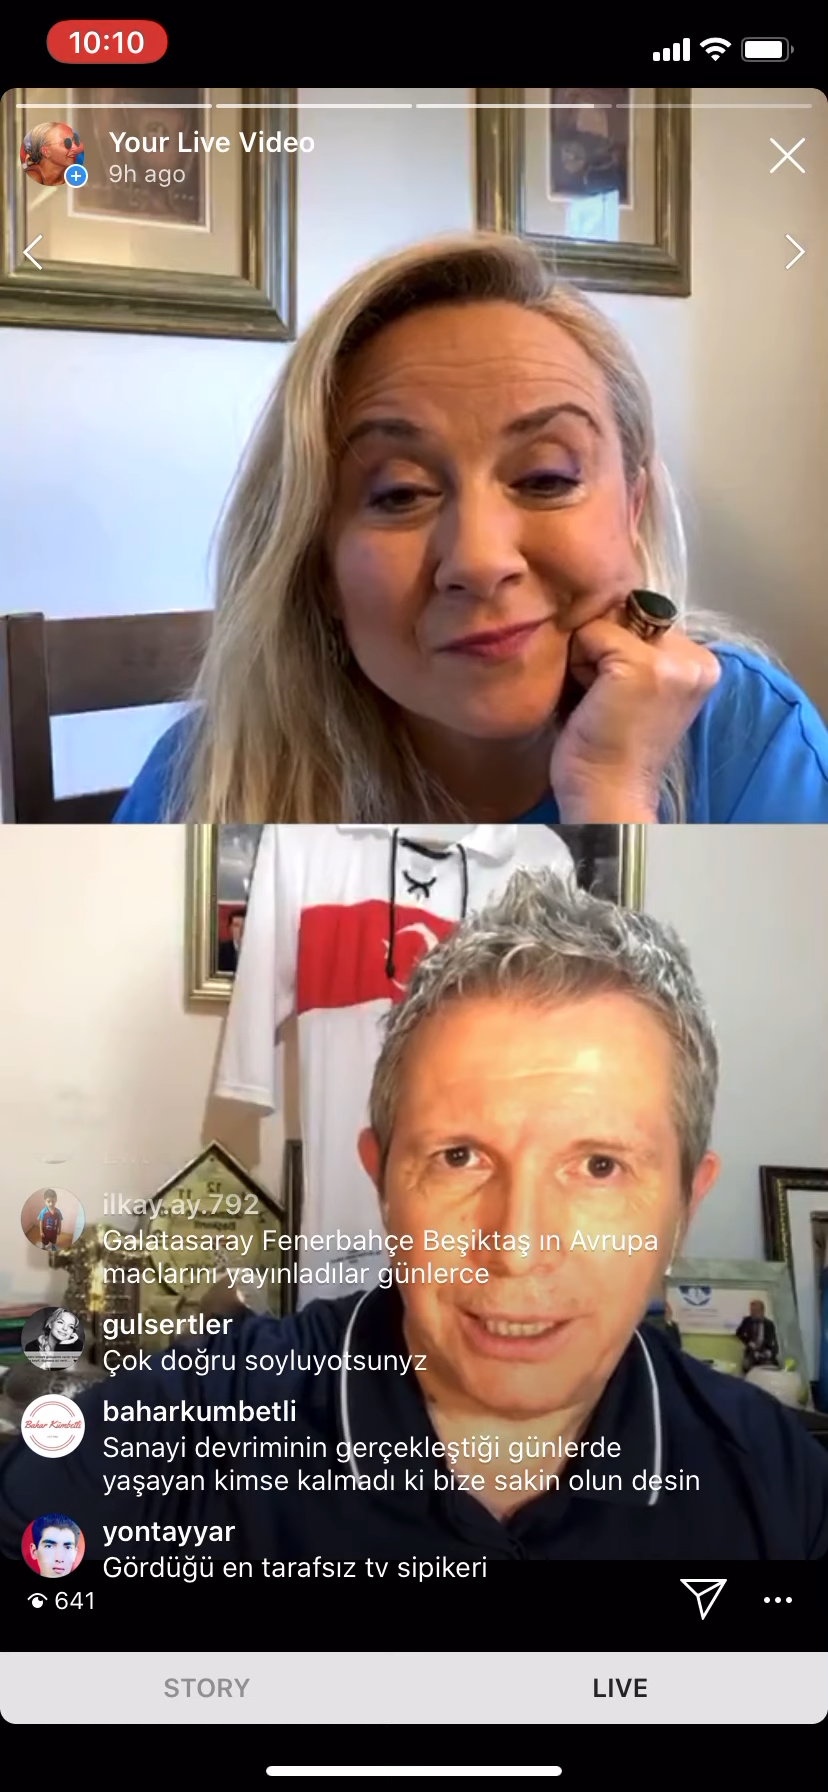 10:10
Your Live Video
9h ago
ilkay.ay.792
Galatasaray Fenerbahçe Beşiktaş ın Avrupa
maclarını yayınladılar günlerce
gulsertler
Çok doğru soyluyotsunyz
baharkumbetli
Bahar Kümbetli
Sanayi devriminin gerçekleştiği günlerde
yaşayan kimse kalmadı ki bize sakin olun desin
yontayyar
Gördüğü en tarafsız tv sipikeri
641
STORY
LIVE